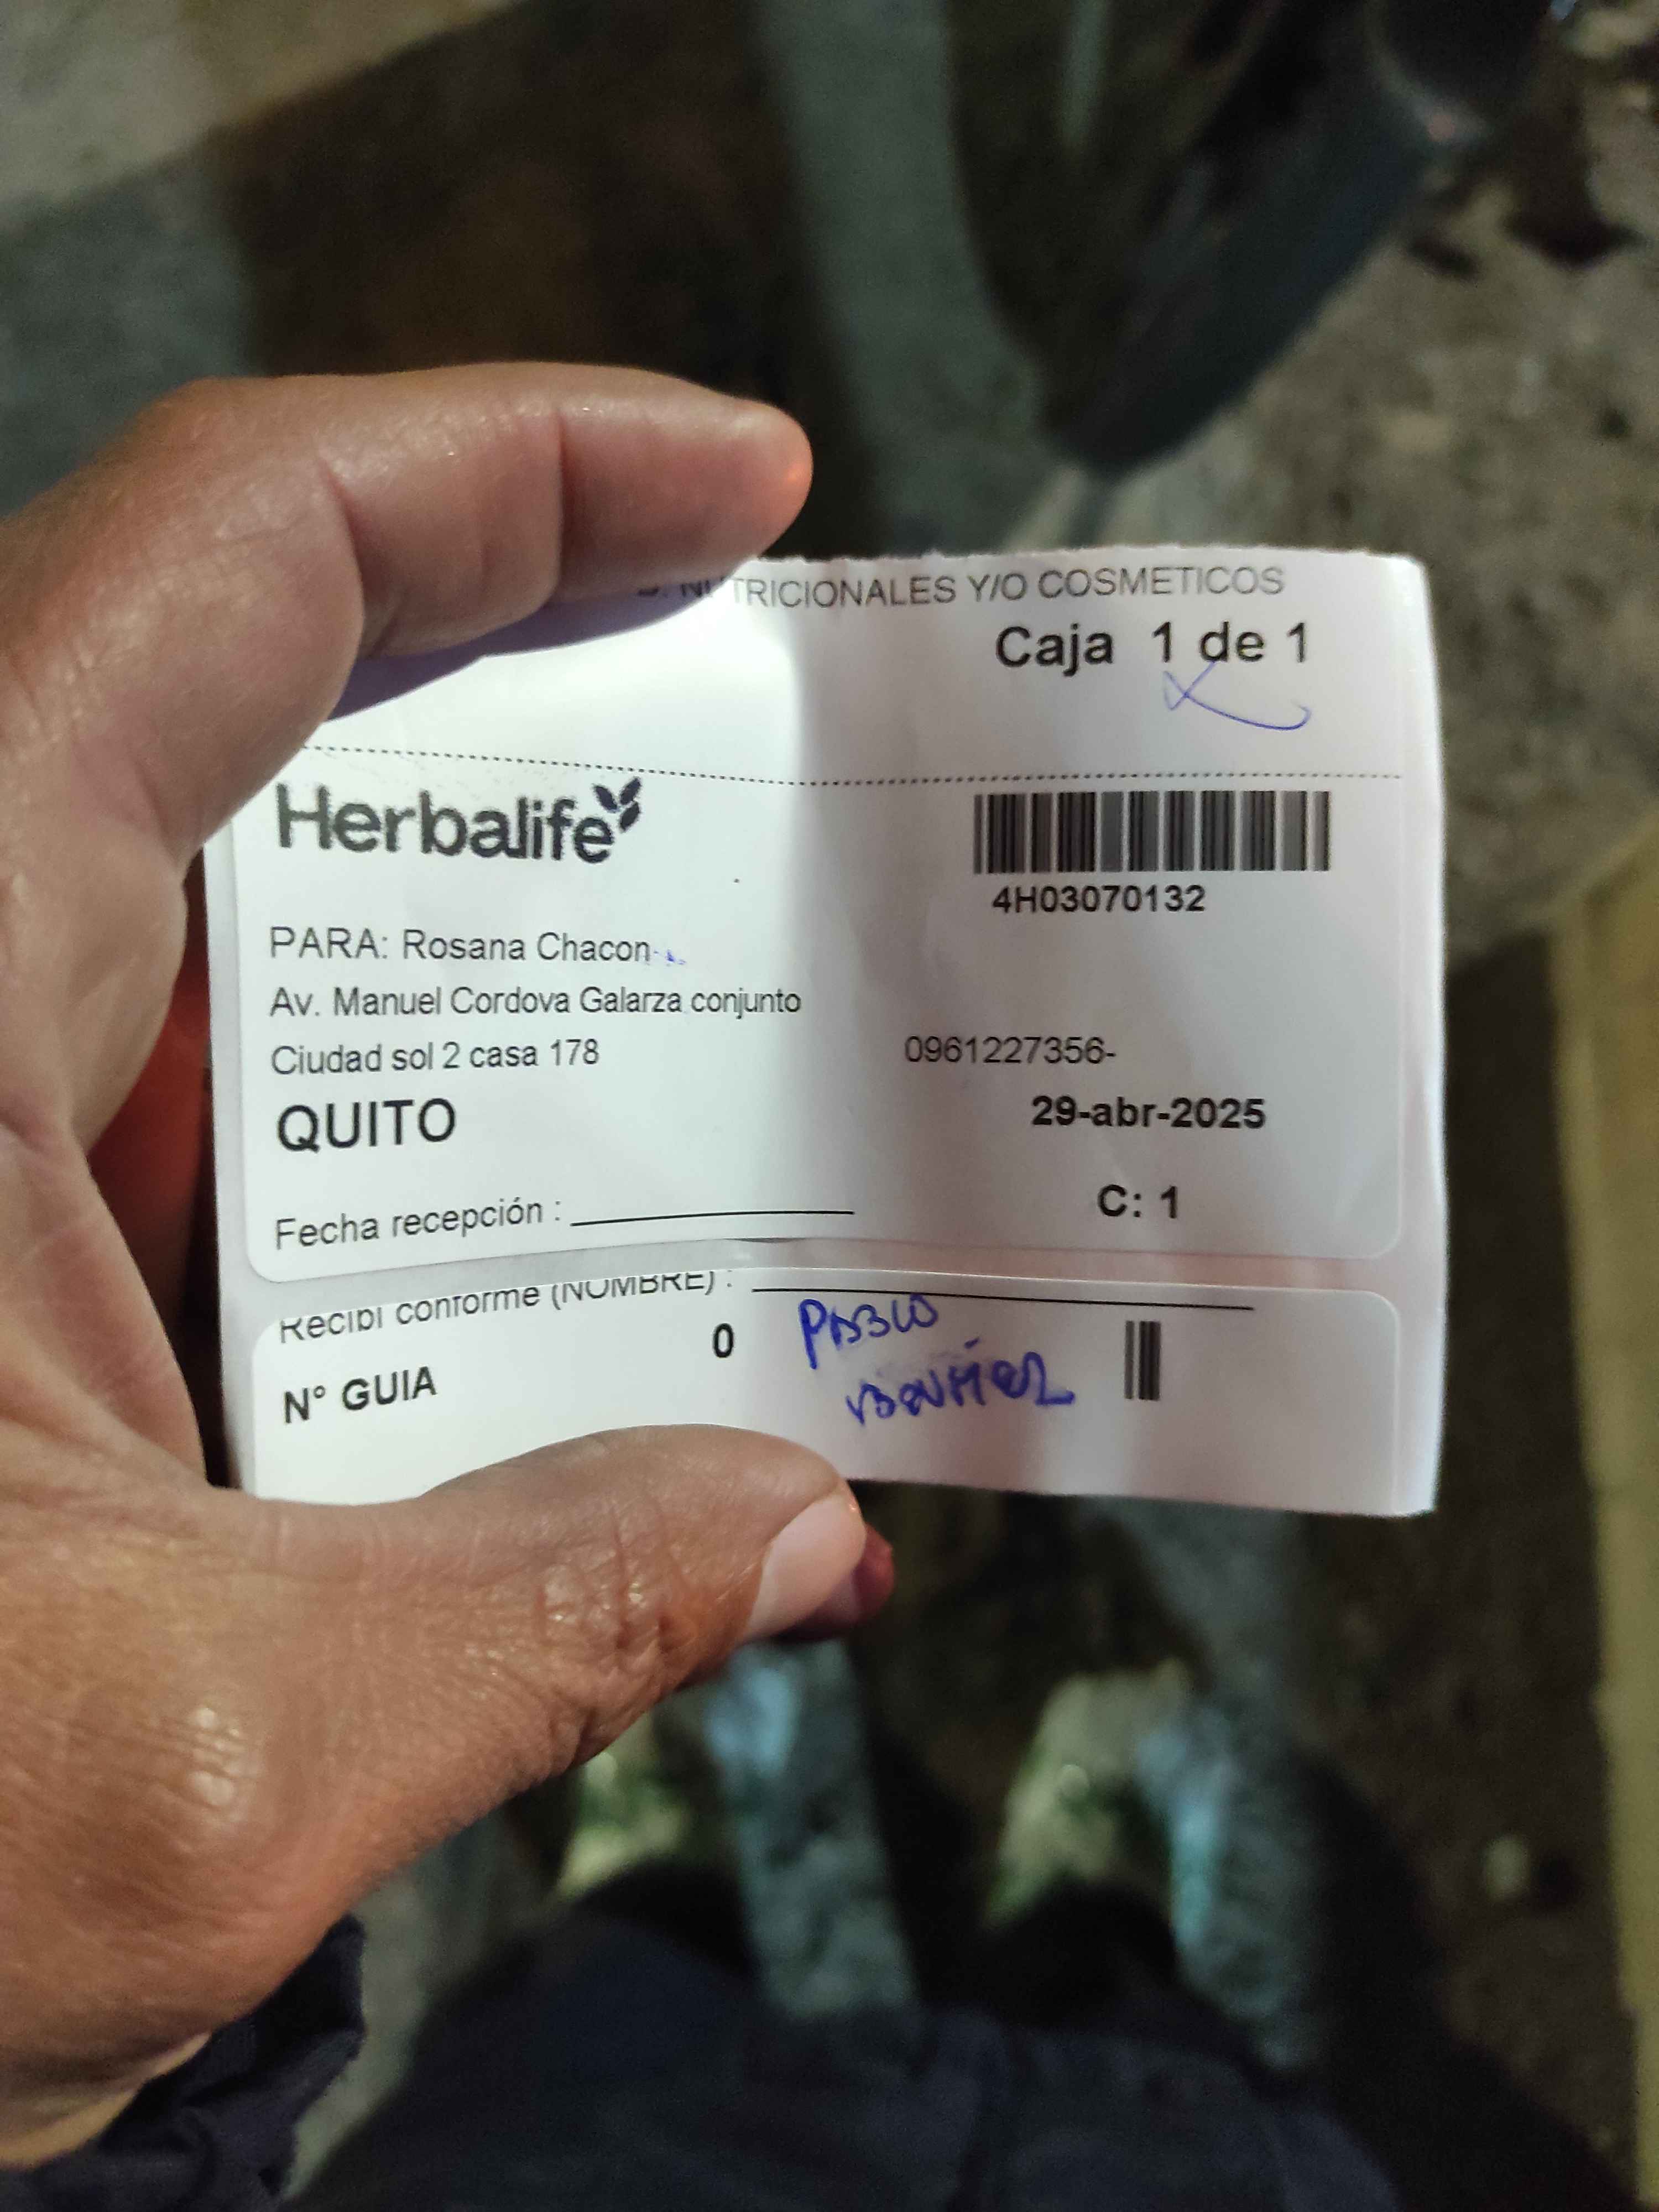 NUTRICIONALES Y/O COSMETICOS
Caja 1 de 1
Herbalife
4H03070132
PARA: Rosana Chacon
Av. Manuel Cordova Galarza conjunto
Ciudad sol 2 casa 178
0961227356-
QUITO
29-abr-2025
Fecha recepción :
C: 1
Recibi conforme (NOMBRE) :
N° GUIA
0
PABLO